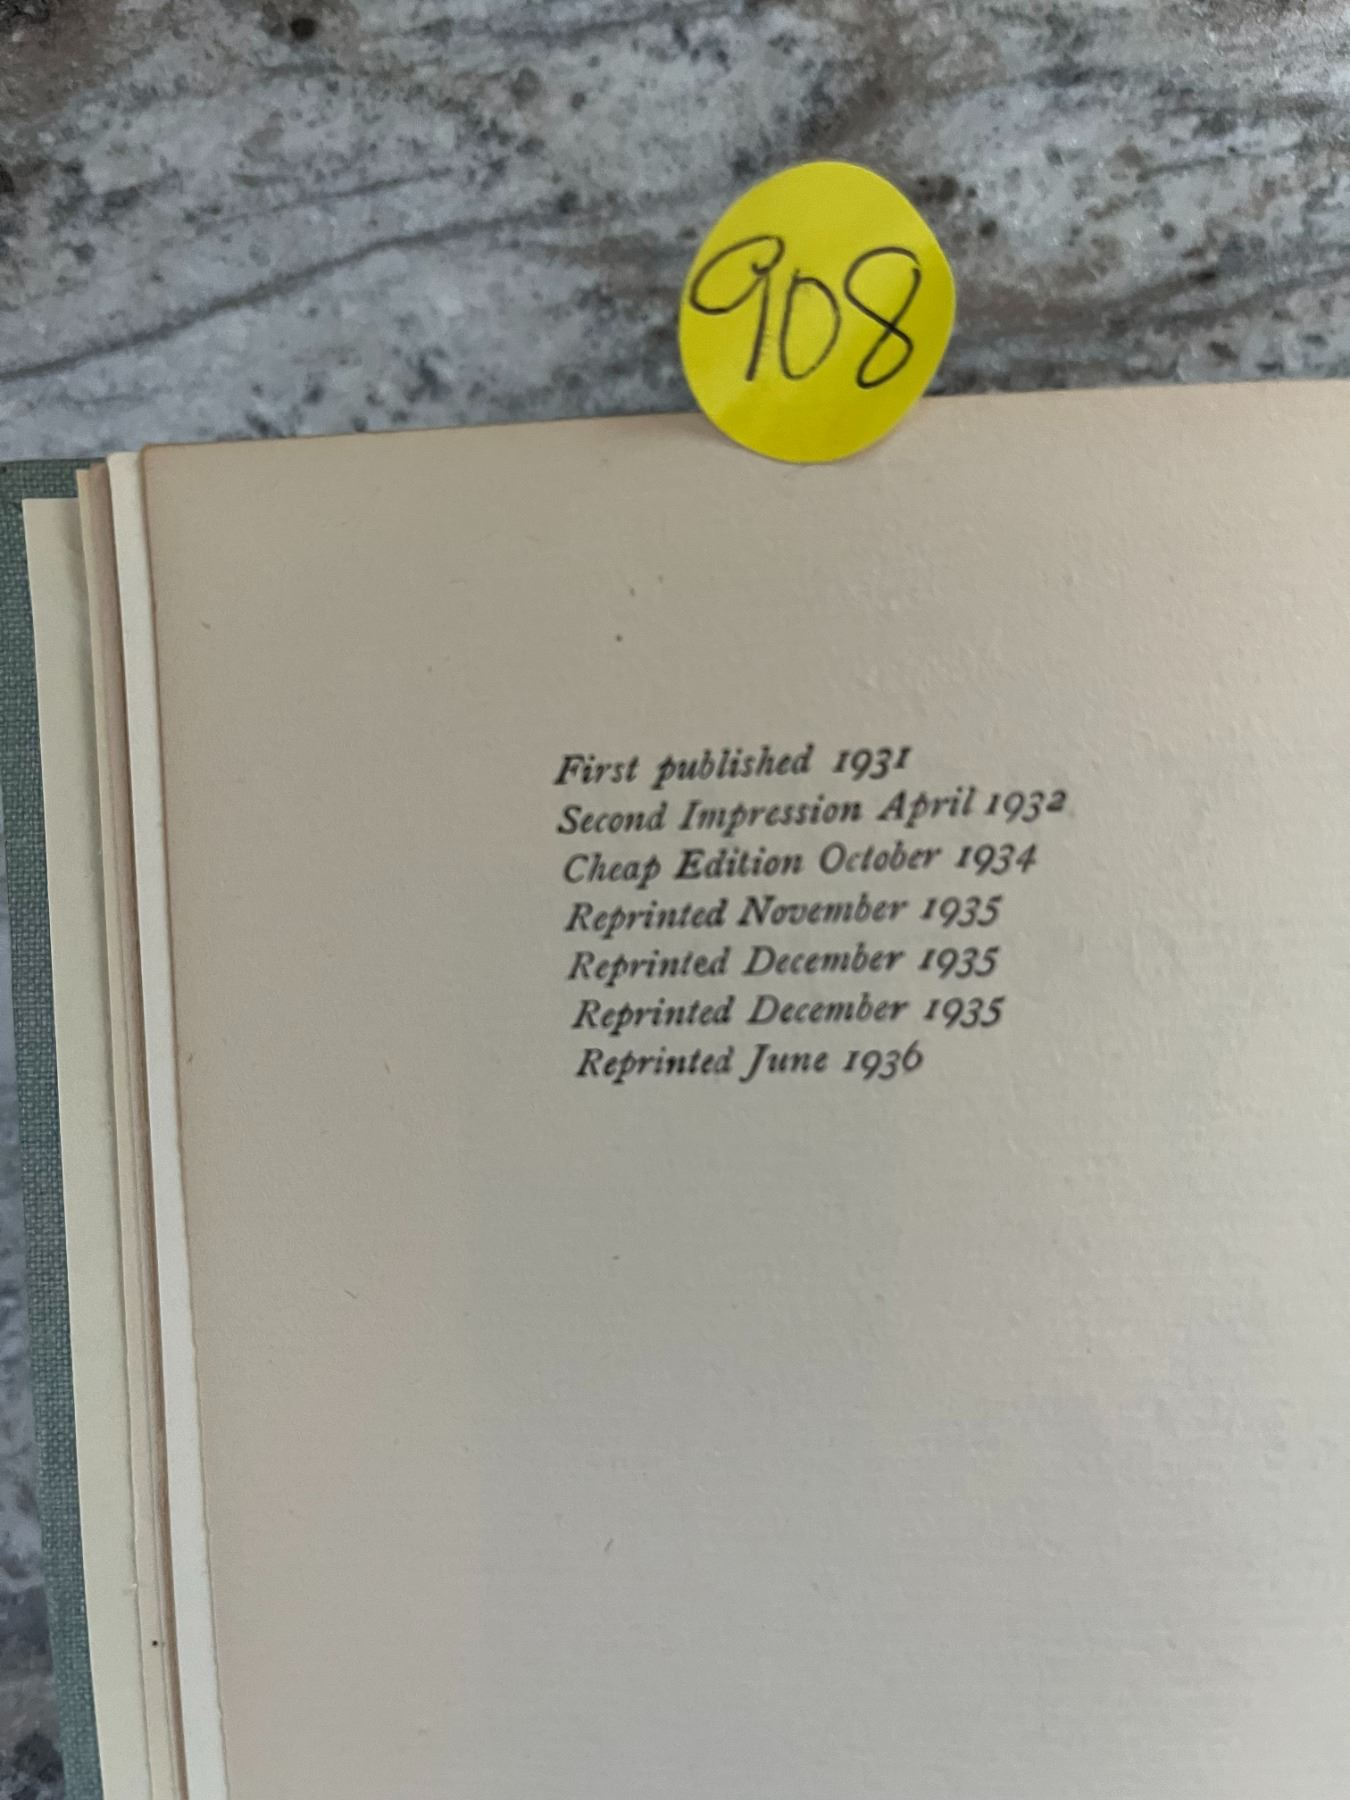 908
First published 1931
Second Impression April 1932
Cheap Edition October 1934
Reprinted November 1935
Reprinted December 1935
Reprinted December 1935
Reprinted June 1936